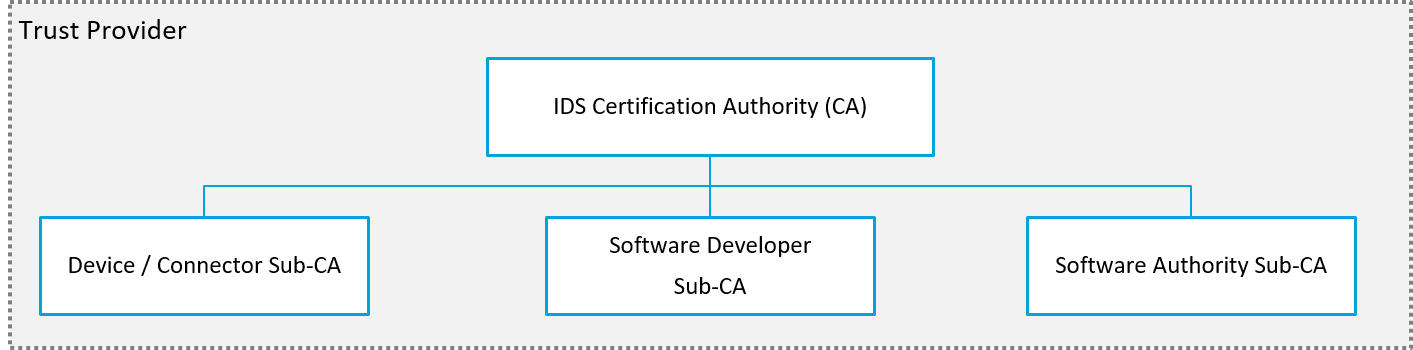 Trust Provider
IDS Certification Authority (CA)
Device / Connector Sub-CA
Software Developer
Sub-CA
Software Authority Sub-CA